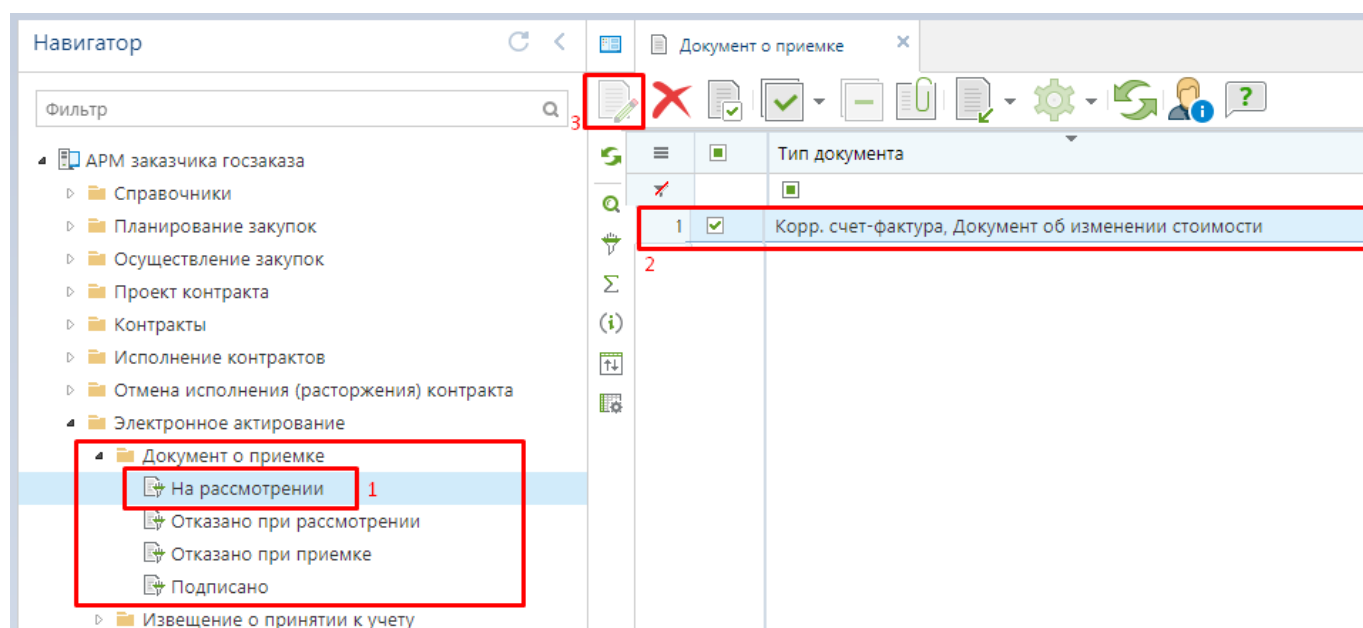 Навигатор
Документ о приемке
Фильтр
3
АРМ заказчика госзаказа
Справочники
Планирование закупок
Осуществление закупок
Проект контракта
Контракты
Исполнение контрактов
Отмена исполнения (расторжения) контракта
Электронное актирование
Документ о приемке
На рассмотрении
1
Отказано при рассмотрении
Отказано при приемке
Подписано
Извещение о принятии к учету
Тип документа
1 Корр. счет-фактура, Документ об изменении стоимости
2